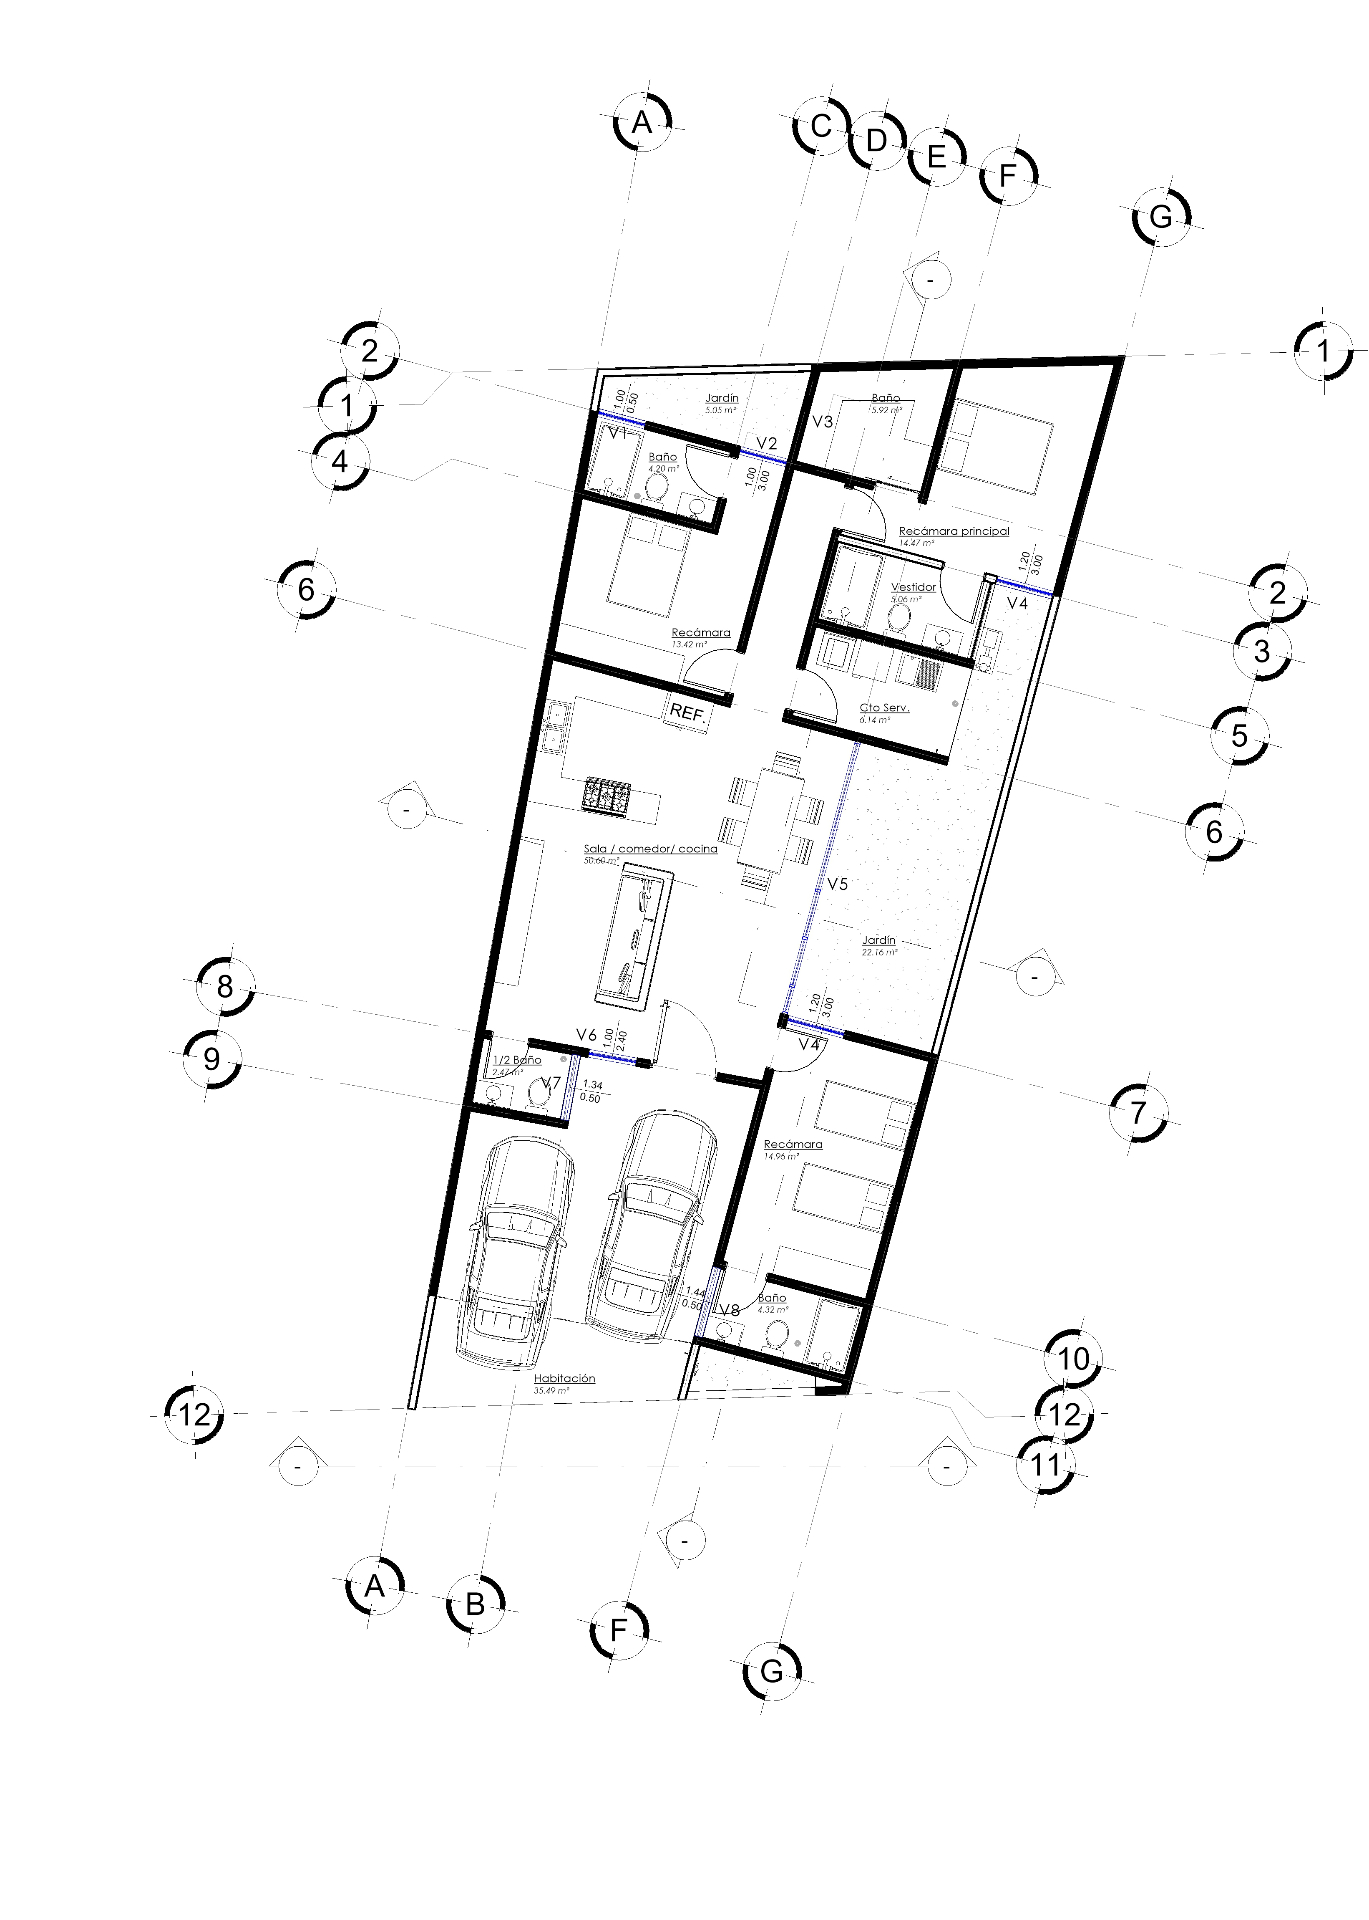 A
C
D
E
F
G
1
2
1
4
6
8
9
12
2
3
5
6
7
10
12
11
A
B
F
G
-
-
-
-
-
-
Jardín
5.05 m²
1.00
0.50
V1
V2
1.00
3.00
V3
Baño
5.92 m²
Baño
4.20 m²
Recámara principal
14.47 m²
1.20
3.00
V4
Vestidor
5.06 m²
Recámara
13.42 m²
REF.
Cto Serv.
6.14 m²
Sala / comedor/ cocina
50.60 m²
V5
Jardín
22.16 m²
1.20
3.00
V4
V6
1.00
2.40
1/2 Baño
2.47 m²
V7
1.34
0.50
Recámara
14.96 m²
1.44
0.50
V8
Baño
4.32 m²
Habitación
35.49 m²